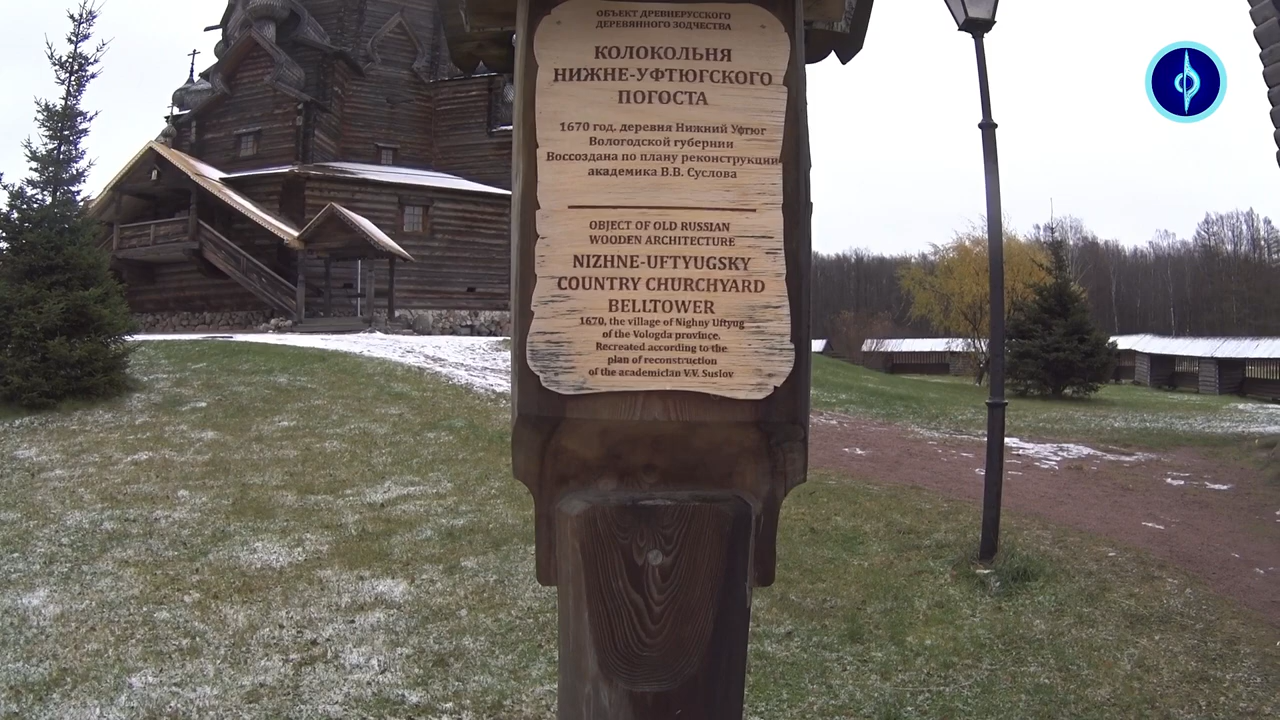 ОБЪЕКТ ДРЕВНЕРУССКОГО
ДЕРЕВЯННОГО ЗОДЧЕСТВА
КОЛОКОЛЬНЯ
НИЖНЕ-УФТЮГСКОГО
ПОГОСТА
1670 год. деревня Нижний Уфтюг
Вологодской губернии
Воссоздана по плану реконструкции
академика В.В. Суслова
OBJECT OF OLD RUSSIAN
WOODEN ARCHITECTURE
NIZHNE-UFTYUGSKY
COUNTRY CHURCHYARD
BELLTOWER
1670, the village of Nighny Uftyug
of the Vologda province.
Recreated according to the
plan of reconstruction
of the academician V.V. Suslov